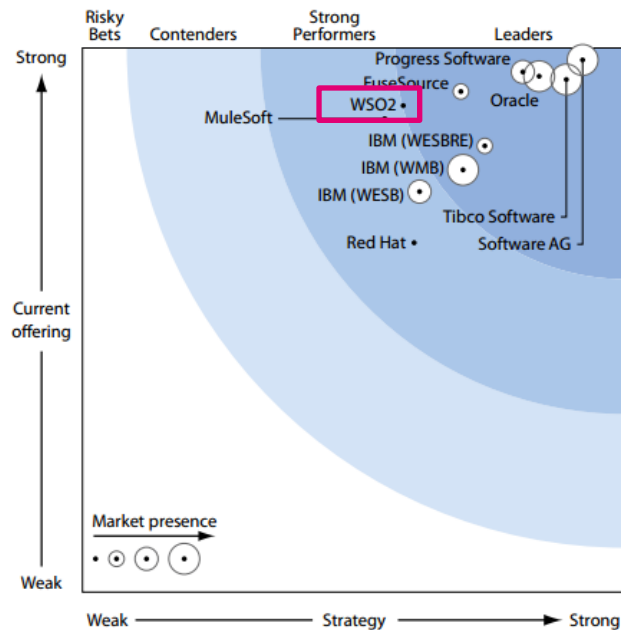 Risky
Bets
Contenders
Strong
Performers
Leaders
Strong
Progress Software
FuseSource
WSO2
Oracle
MuleSoft
IBM (WESBRE)
IBM (WMB)
IBM (WESB)
Tibco Software
Red Hat
Software AG
Current
offering
Market presence
Weak
Weak
Strategy
Strong